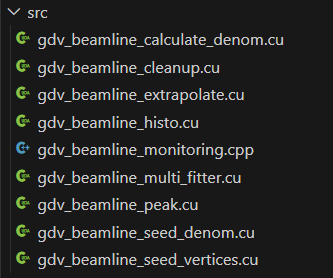 src
gdv_beamline_calculate_denom.cu
gdv_beamline_cleanup.cu
gdv_beamline_extrapolate.cu
gdv_beamline_histo.cu
gdv_beamline_monitoring.cpp
gdv_beamline_multi_fitter.cu
gdv_beamline_peak.cu
gdv_beamline_seed_denom.cu
gdv_beamline_seed_vertices.cu